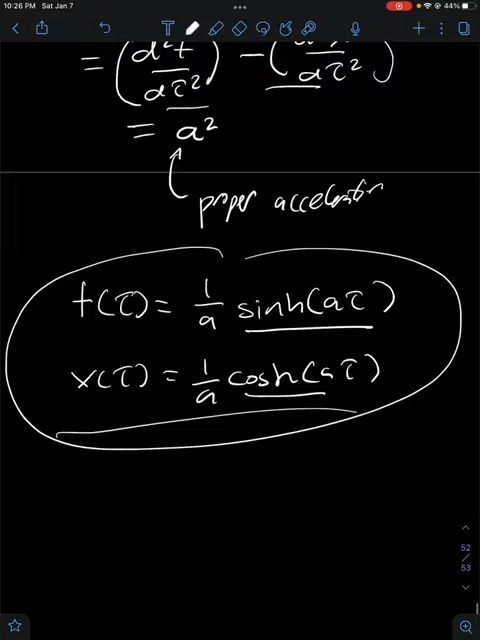 10:26 PM Sat Jan 7
44%
= (d²t/dτ²) - (/dτ²)
= a²
proper acceleration
t(τ) = 1/a sinh(aτ)
x(τ) = 1/a cosh(aτ)
52
/
53